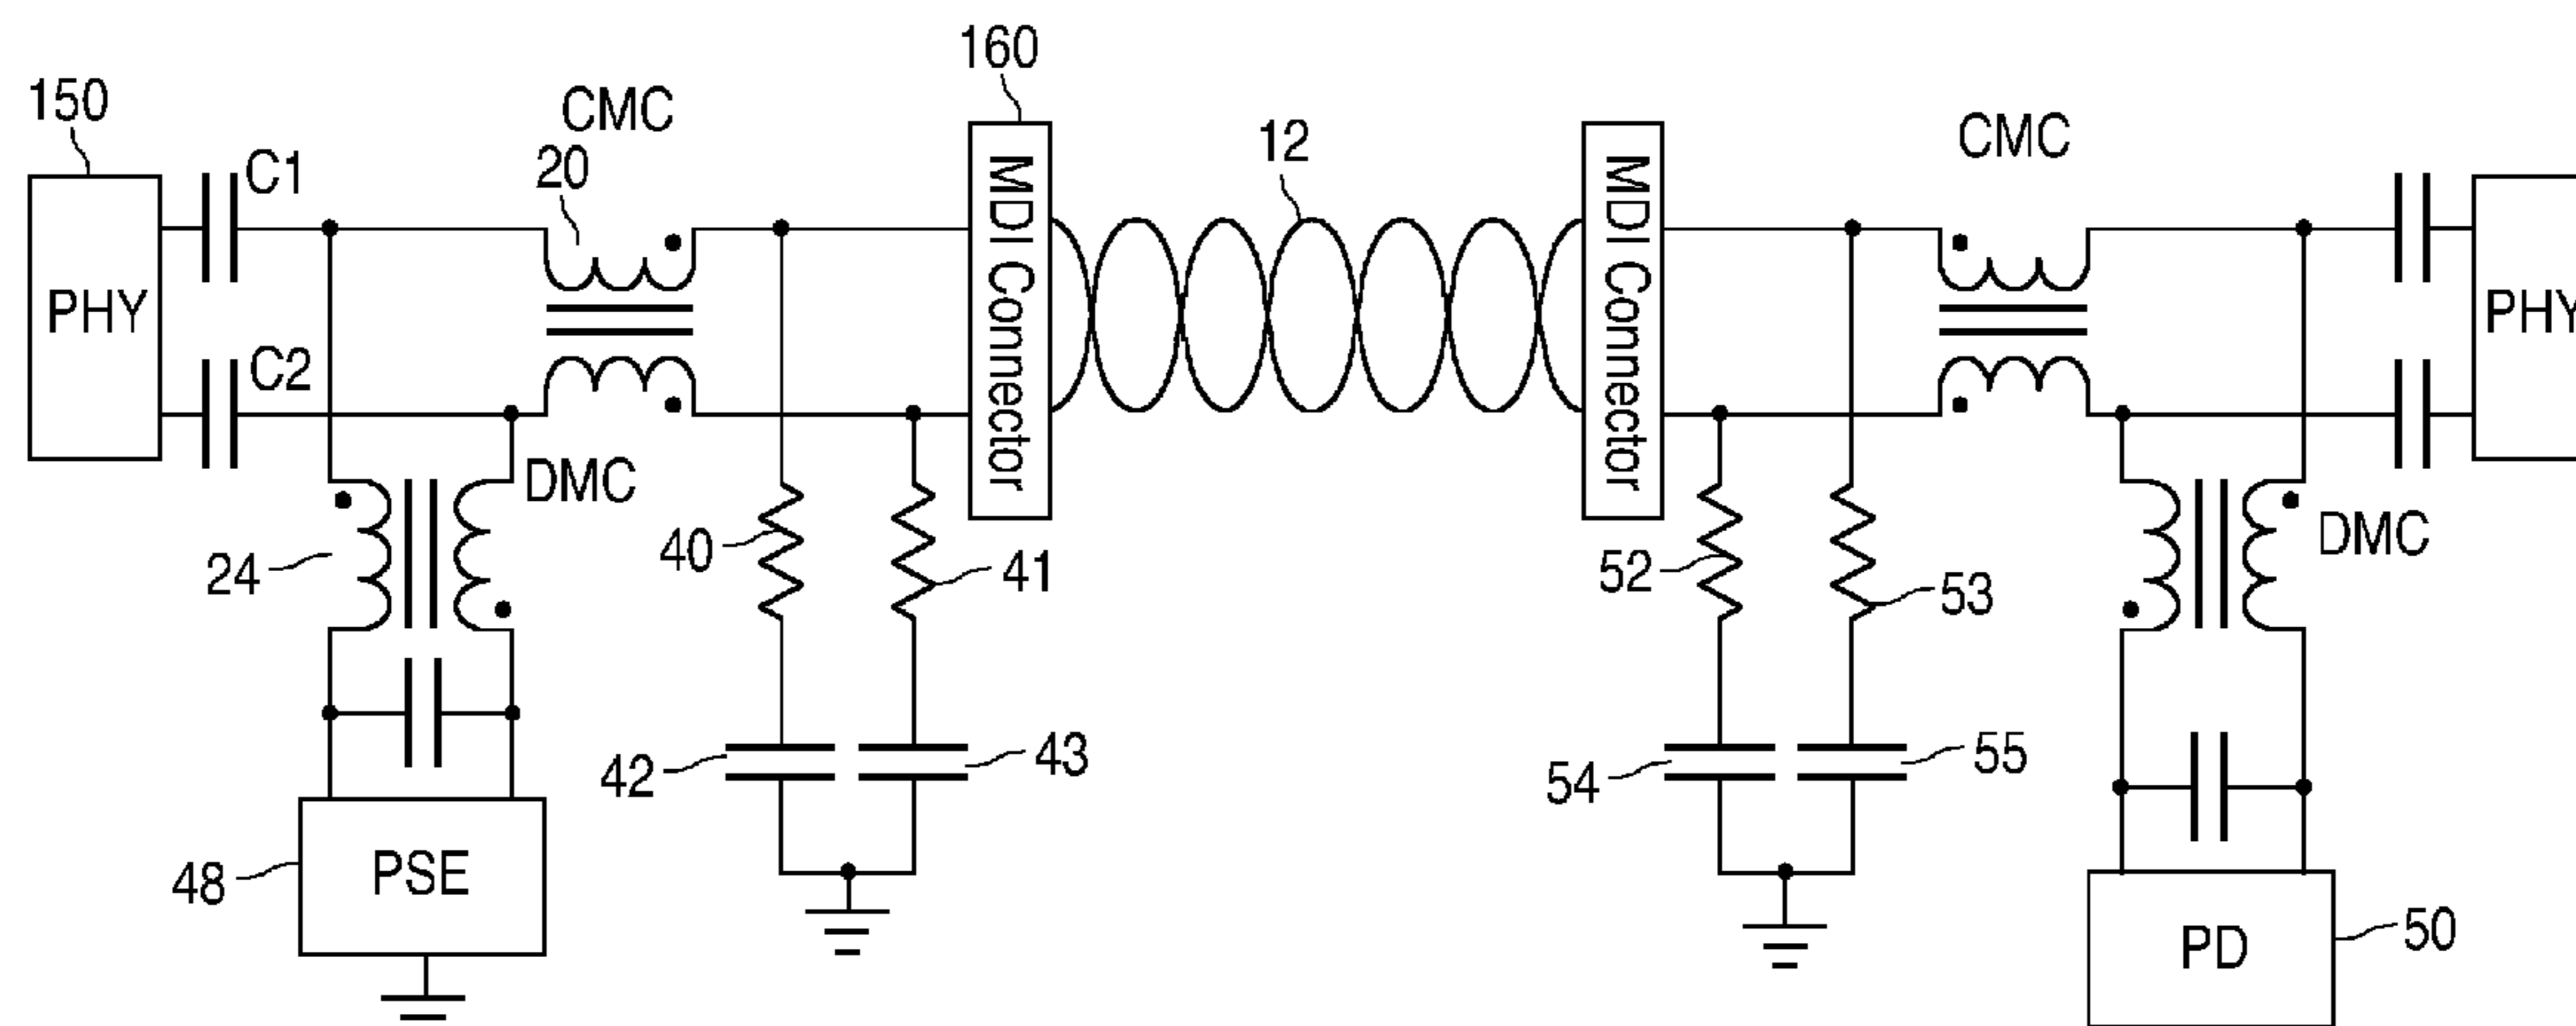 160
150
CMC
C1
20
12
CMC
MDI Connector
MDI Connector
PHY
PHY
C2
DMC
40
41
24
52
53
DMC
42
43
54
55
48
PSE
PD
50